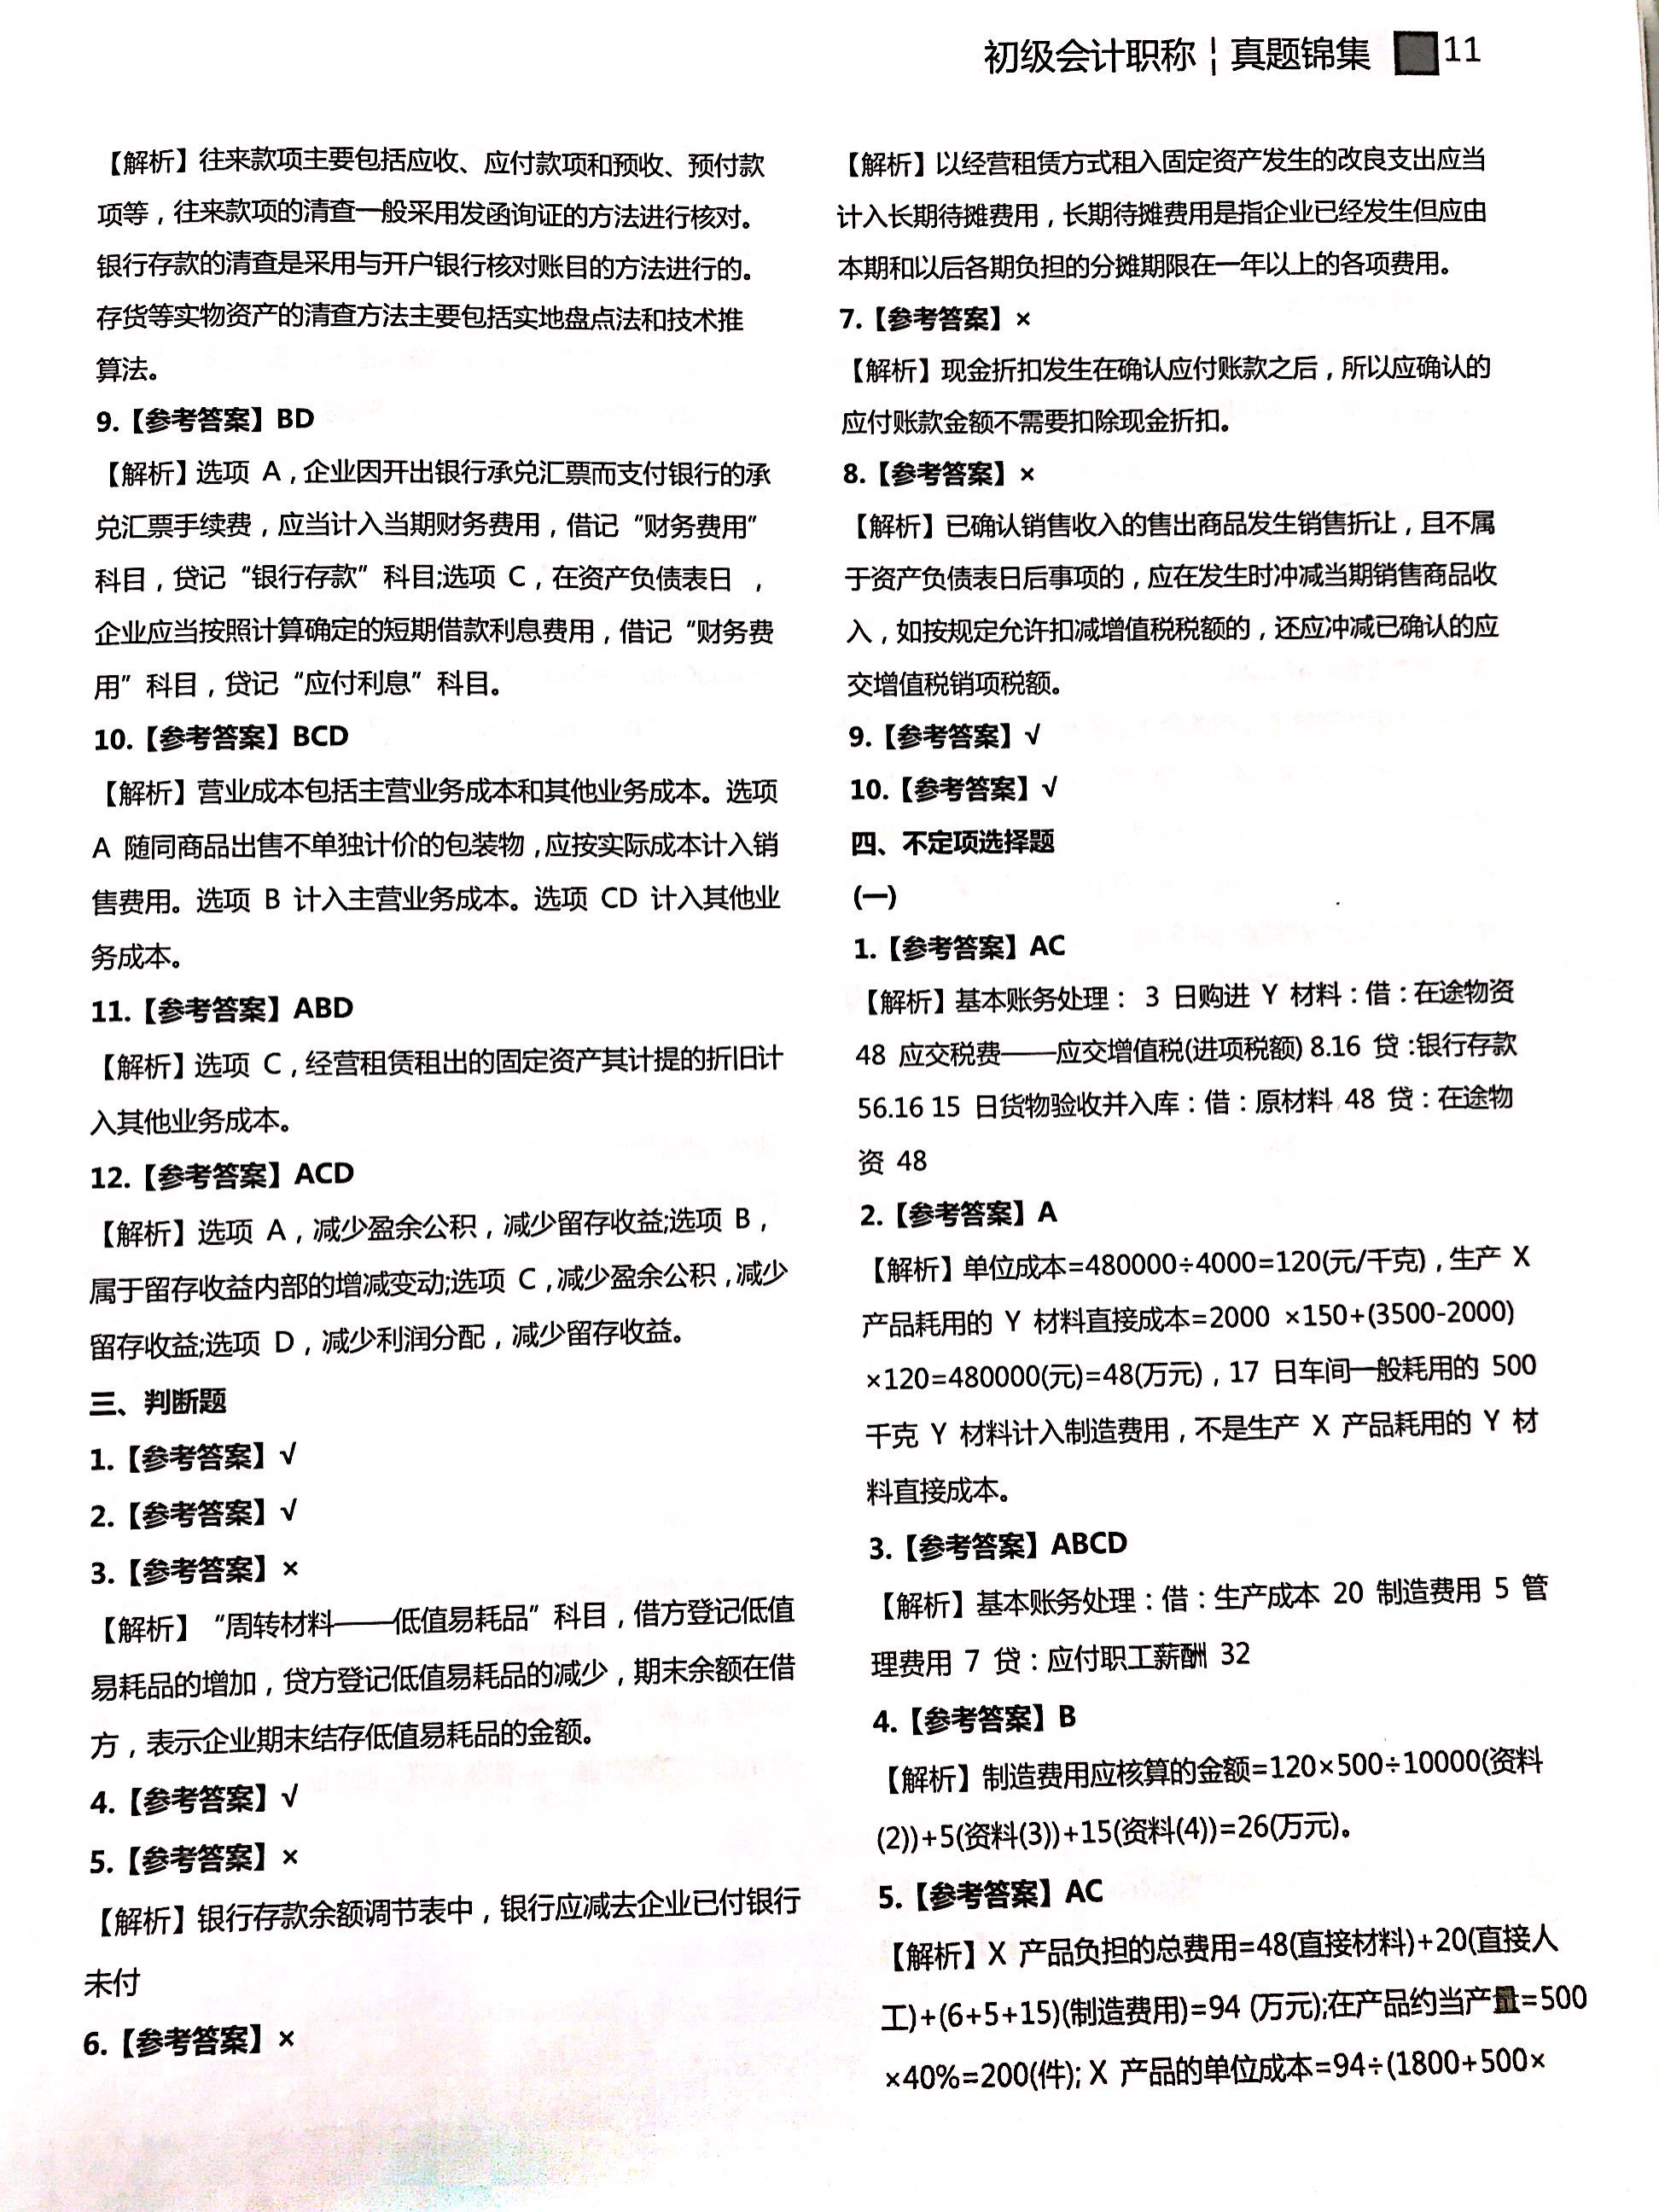 初级会计职称¦真题锦集 11
【解析】往来款项主要包括应收、应付款项和预收、预付款
项等，往来款项的清查一般采用发函询证的方法进行核对。
银行存款的清查是采用与开户银行核对账目的方法进行的。
存货等实物资产的清查方法主要包括实地盘点法和技术推
算法。
9.【参考答案】BD
【解析】选项 A，企业因开出银行承兑汇票而支付银行的承
兑汇票手续费，应当计入当期财务费用，借记“财务费用”
科目，贷记“银行存款”科目;选项 C，在资产负债表日 ，
企业应当按照计算确定的短期借款利息费用，借记“财务费
用”科目，贷记“应付利息”科目。
10.【参考答案】BCD
【解析】营业成本包括主营业务成本和其他业务成本。选项
A 随同商品出售不单独计价的包装物，应按实际成本计入销
售费用。选项 B 计入主营业务成本。选项 CD 计入其他业
务成本。
11.【参考答案】ABD
【解析】选项 C，经营租赁租出的固定资产其计提的折旧计
入其他业务成本。
12.【参考答案】ACD
【解析】选项 A，减少盈余公积，减少留存收益;选项 B，
属于留存收益内部的增减变动;选项 C，减少盈余公积，减少
留存收益;选项 D，减少利润分配，减少留存收益。
三、判断题
1.【参考答案】√
2.【参考答案】√
3.【参考答案】×
【解析】“周转材料——低值易耗品”科目，借方登记低值
易耗品的增加，贷方登记低值易耗品的减少，期末余额在借
方，表示企业期末结存低值易耗品的金额。
4.【参考答案】√
5.【参考答案】×
【解析】银行存款余额调节表中，银行应减去企业已付银行
未付
6.【参考答案】×
【解析】以经营租赁方式租入固定资产发生的改良支出应当
计入长期待摊费用，长期待摊费用是指企业已经发生但应由
本期和以后各期负担的分摊期限在一年以上的各项费用。
7.【参考答案】×
【解析】现金折扣发生在确认应付账款之后，所以应确认的
应付账款金额不需要扣除现金折扣。
8.【参考答案】×
【解析】已确认销售收入的售出商品发生销售折让，且不属
于资产负债表日后事项的，应在发生时冲减当期销售商品收
入，如按规定允许扣减增值税税额的，还应冲减已确认的应
交增值税销项税额。
9.【参考答案】√
10.【参考答案】√
四、不定项选择题
(一)
1.【参考答案】AC
【解析】基本账务处理： 3 日购进 Y 材料：借：在途物资
48 应交税费——应交增值税(进项税额) 8.16 贷：银行存款
56.16 15 日货物验收并入库：借：原材料 48 贷：在途物
资 48
2.【参考答案】A
【解析】单位成本=480000÷4000=120(元/千克)，生产 X
产品耗用的 Y 材料直接成本=2000 ×150+(3500-2000)
×120=480000(元)=48(万元)，17 日车间一般耗用的 500
千克 Y 材料计入制造费用，不是生产 X 产品耗用的 Y 材
料直接成本。
3.【参考答案】ABCD
【解析】基本账务处理：借：生产成本 20 制造费用 5 管
理费用 7 贷：应付职工薪酬 32
4.【参考答案】B
【解析】制造费用应核算的金额=120×500÷10000(资料
(2))+5(资料(3))+15(资料(4))=26(万元)。
5.【参考答案】AC
【解析】X 产品负担的总费用=48(直接材料)+20(直接人
工)+(6+5+15)(制造费用)=94 (万元);在产品约当产量=500
×40%=200(件); X 产品的单位成本=94÷(1800+500×